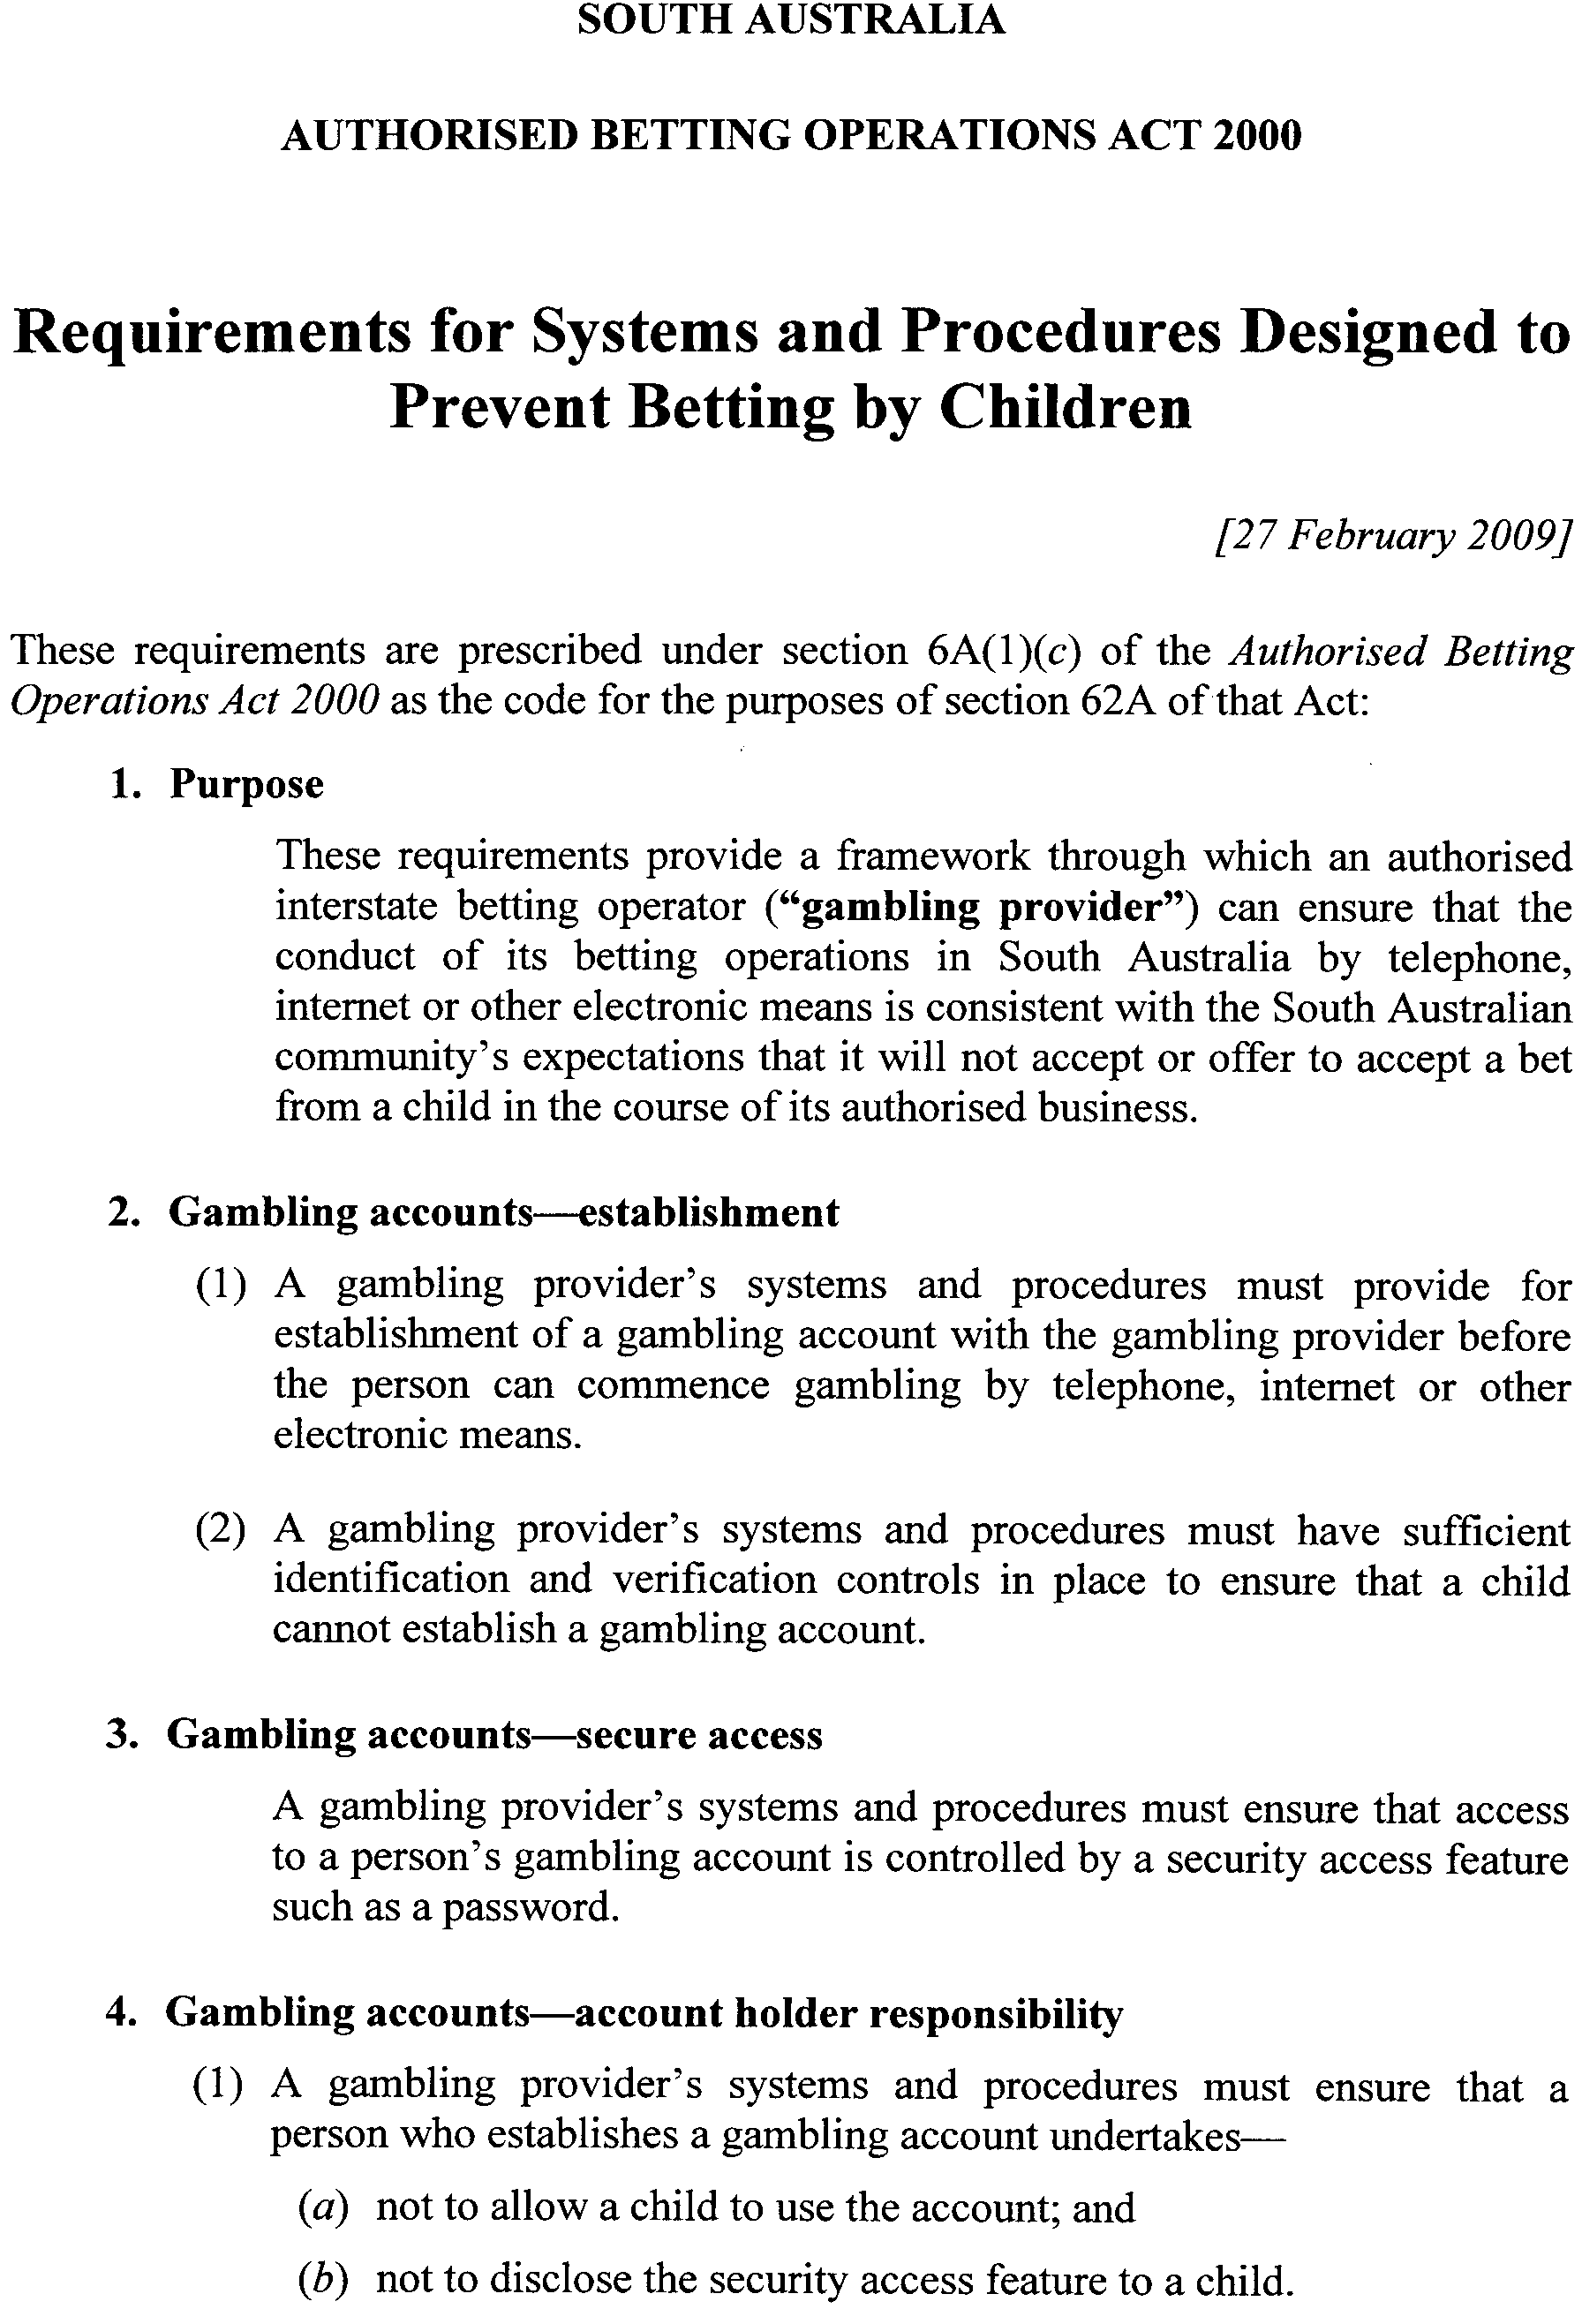 SOUTH AUSTRALIA
AUTHORISED BETTING OPERATIONS ACT 2000
Requirements for Systems and Procedures Designed to
Prevent Betting by Children
[27 February 2009]
These requirements are prescribed under section 6A(1)(c) of the Authorised Betting
Operations Act 2000 as the code for the purposes of section 62A of that Act:
1. Purpose
These requirements provide a framework through which an authorised
interstate betting operator (“gambling provider”) can ensure that the
conduct of its betting operations in South Australia by telephone,
internet or other electronic means is consistent with the South Australian
community’s expectations that it will not accept or offer to accept a bet
from a child in the course of its authorised business.
2. Gambling accounts—establishment
(1) A gambling provider’s systems and procedures must provide for
establishment of a gambling account with the gambling provider before
the person can commence gambling by telephone, internet or other
electronic means.
(2) A gambling provider’s systems and procedures must have sufficient
identification and verification controls in place to ensure that a child
cannot establish a gambling account.
3. Gambling accounts—secure access
A gambling provider’s systems and procedures must ensure that access
to a person’s gambling account is controlled by a security access feature
such as a password.
4. Gambling accounts—account holder responsibility
(1) A gambling provider’s systems and procedures must ensure that a
person who establishes a gambling account undertakes—
(a) not to allow a child to use the account; and
(b) not to disclose the security access feature to a child.